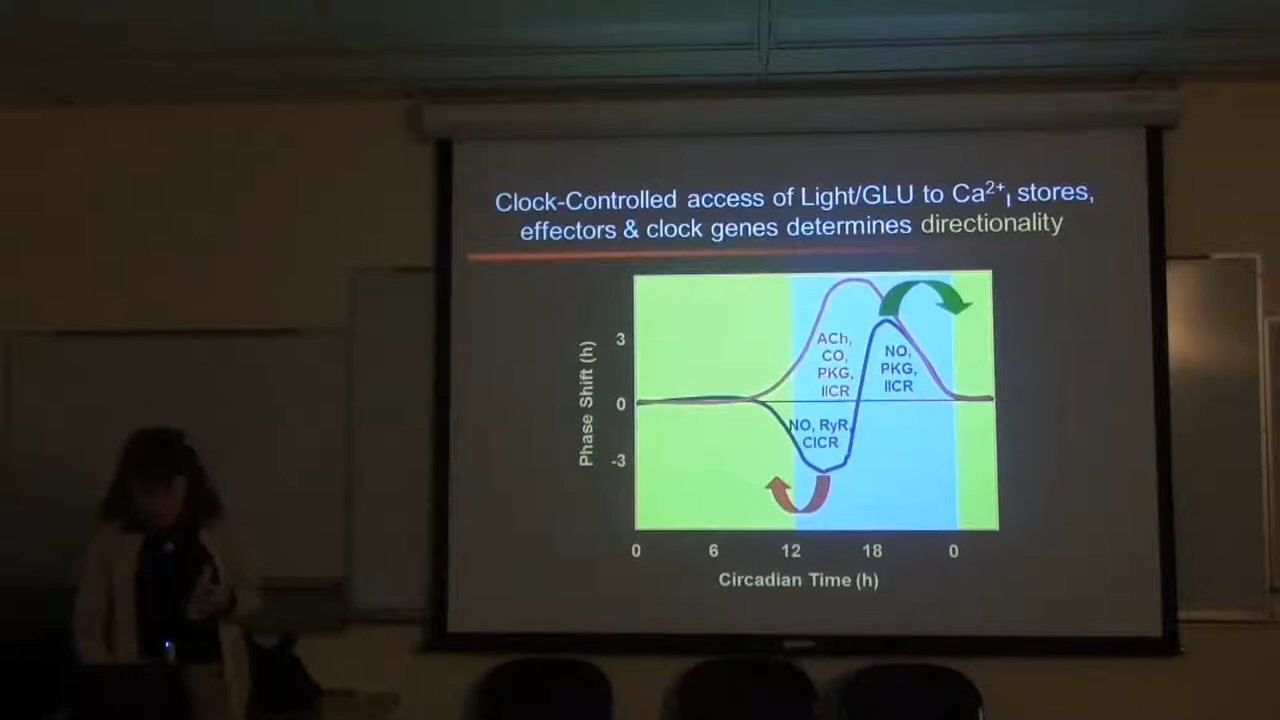 Clock-Controlled access of Light/GLU to Ca²⁺I stores,
effectors & clock genes determines directionality
Phase Shift (h)
3
0
-3
ACh,
CO,
PKG,
IICR
NO,
PKG,
IICR
NO, RyR,
CICR
0 6 12 18 0
Circadian Time (h)